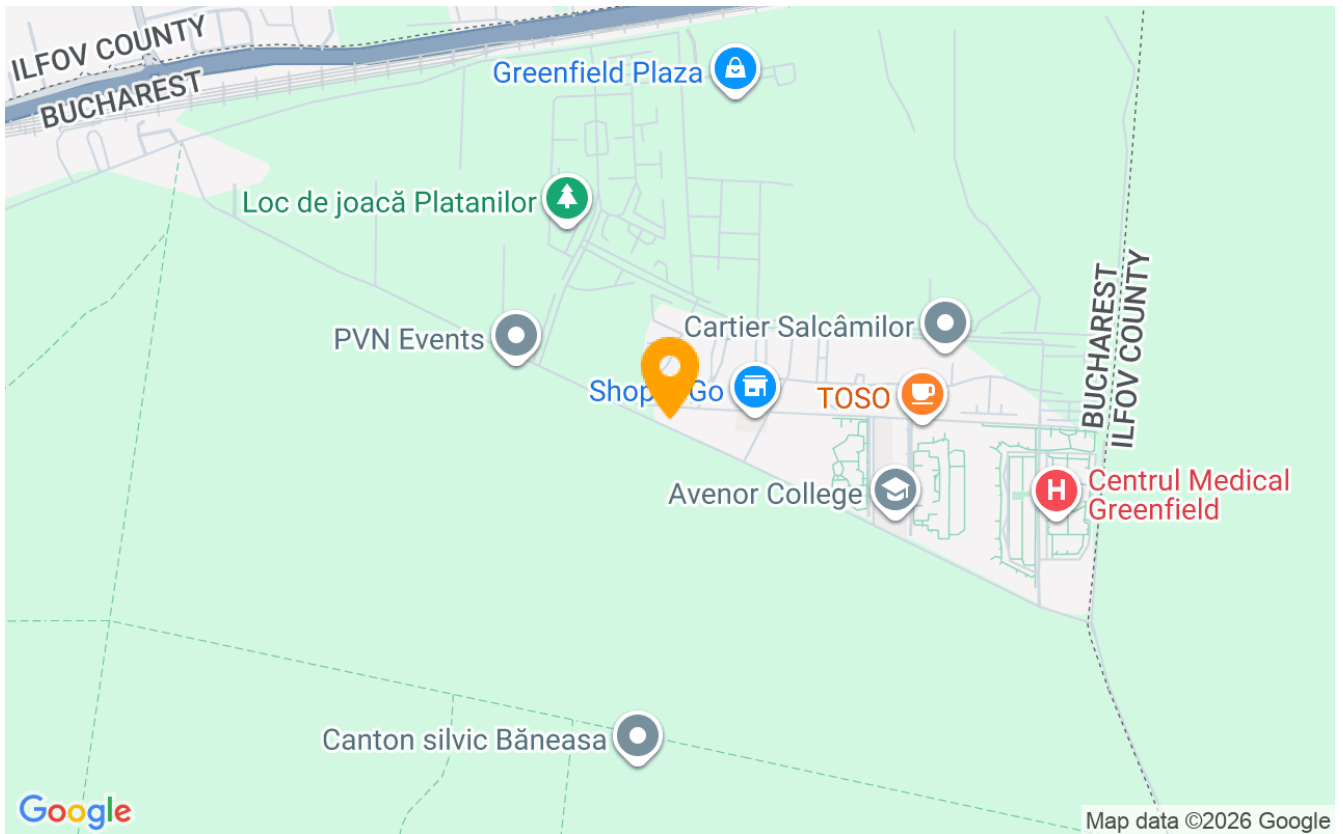 ILFOV COUNTY
BUCHAREST
Greenfield Plaza
Loc de joacă Platanilor
PVN Events
Cartier Salcâmilor
BUCHAREST
ILFOV COUNTY
Shop Go
TOSO
Avenor College
Centrul Medical
Greenfield
Canton silvic Băneasa
Google
Map data ©2026 Google